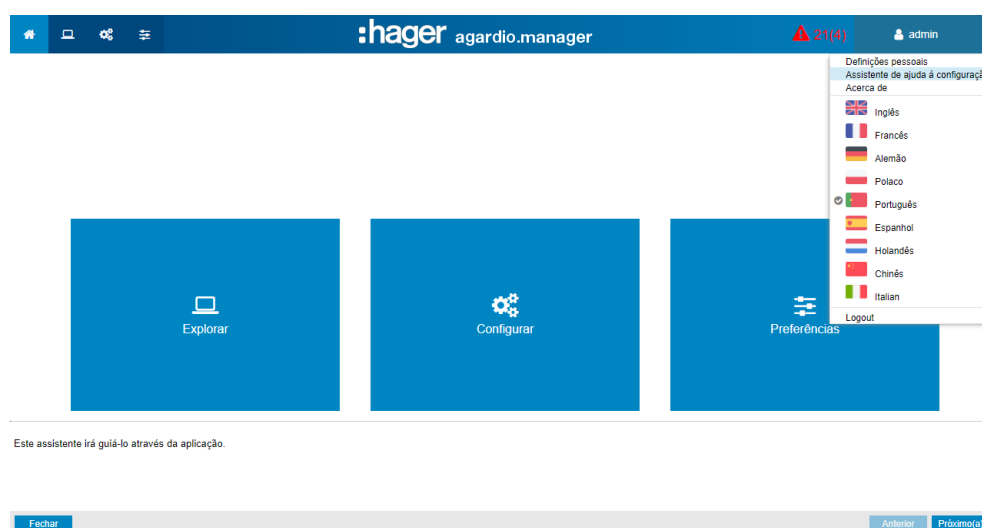 :hager agardio.manager
21(4)
admin
Definições pessoais
Assistente de ajuda à configuraçã
Acerca de
Inglês
Francês
Alemão
Polaco
Português
Espanhol
Holandês
Chinês
Italian
Logout
Explorar
Configurar
Preferências
Este assistente irá guiá-lo através da aplicação.
Fechar
Anterior
Próximo(a)